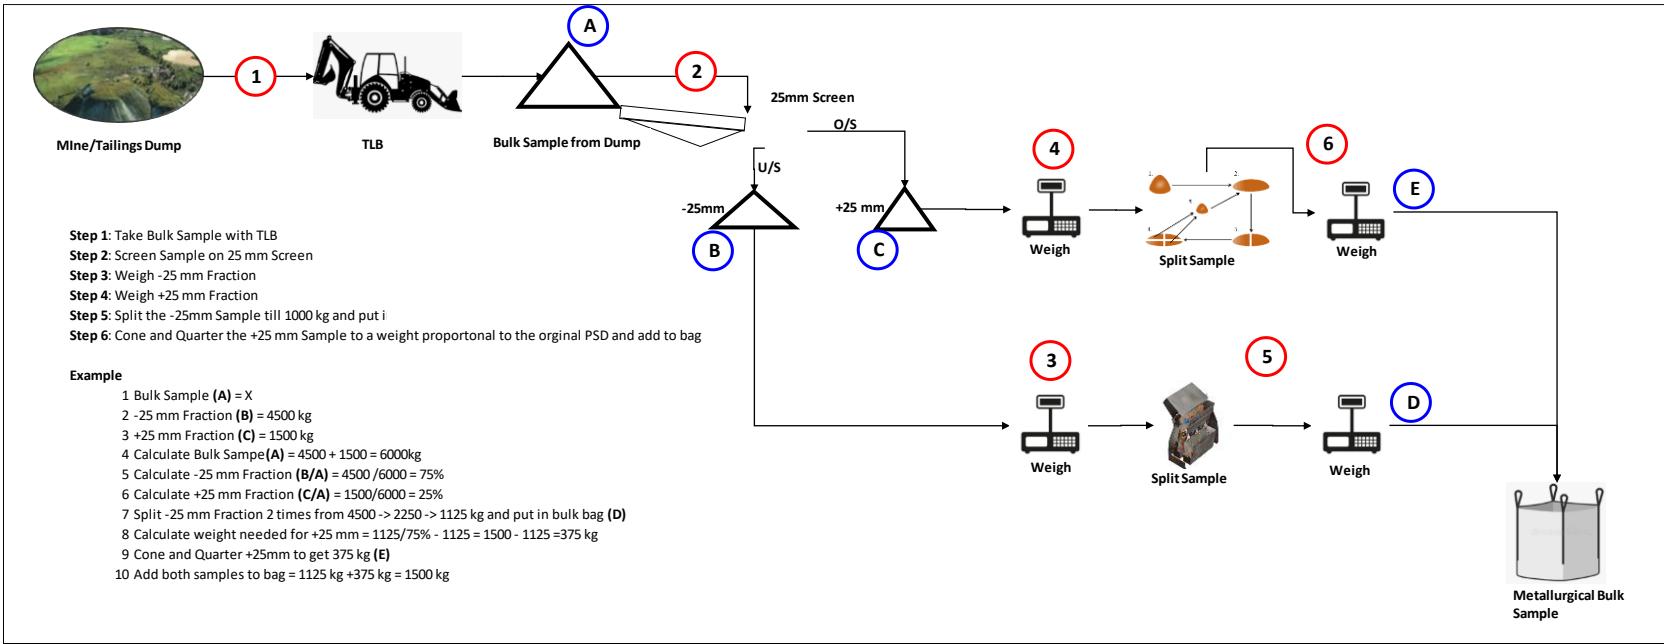 A
1
2
25mm Screen
O/S
MIne/Tailings Dump
TLB
Bulk Sample from Dump
U/S
4
6
1.
2.
3.
4.
E
-25mm
+25 mm
B
C
Weigh
Split Sample
Weigh
Step 1: Take Bulk Sample with TLB
Step 2: Screen Sample on 25 mm Screen
Step 3: Weigh -25 mm Fraction
Step 4: Weigh +25 mm Fraction
Step 5: Split the -25mm Sample till 1000 kg and put i
Step 6: Cone and Quarter the +25 mm Sample to a weight proportonal to the orginal PSD and add to bag
3
5
D
Weigh
Split Sample
Weigh
Example
1 Bulk Sample (A) = X
2 -25 mm Fraction (B) = 4500 kg
3 +25 mm Fraction (C) = 1500 kg
4 Calculate Bulk Sampe(A) = 4500 + 1500 = 6000kg
5 Calculate -25 mm Fraction (B/A) = 4500 /6000 = 75%
6 Calculate +25 mm Fraction (C/A) = 1500/6000 = 25%
7 Split -25 mm Fraction 2 times from 4500 -> 2250 -> 1125 kg and put in bulk bag (D)
8 Calculate weight needed for +25 mm = 1125/75% - 1125 = 1500 - 1125 =375 kg
9 Cone and Quarter +25mm to get 375 kg (E)
10 Add both samples to bag = 1125 kg +375 kg = 1500 kg
Metallurgical Bulk
Sample